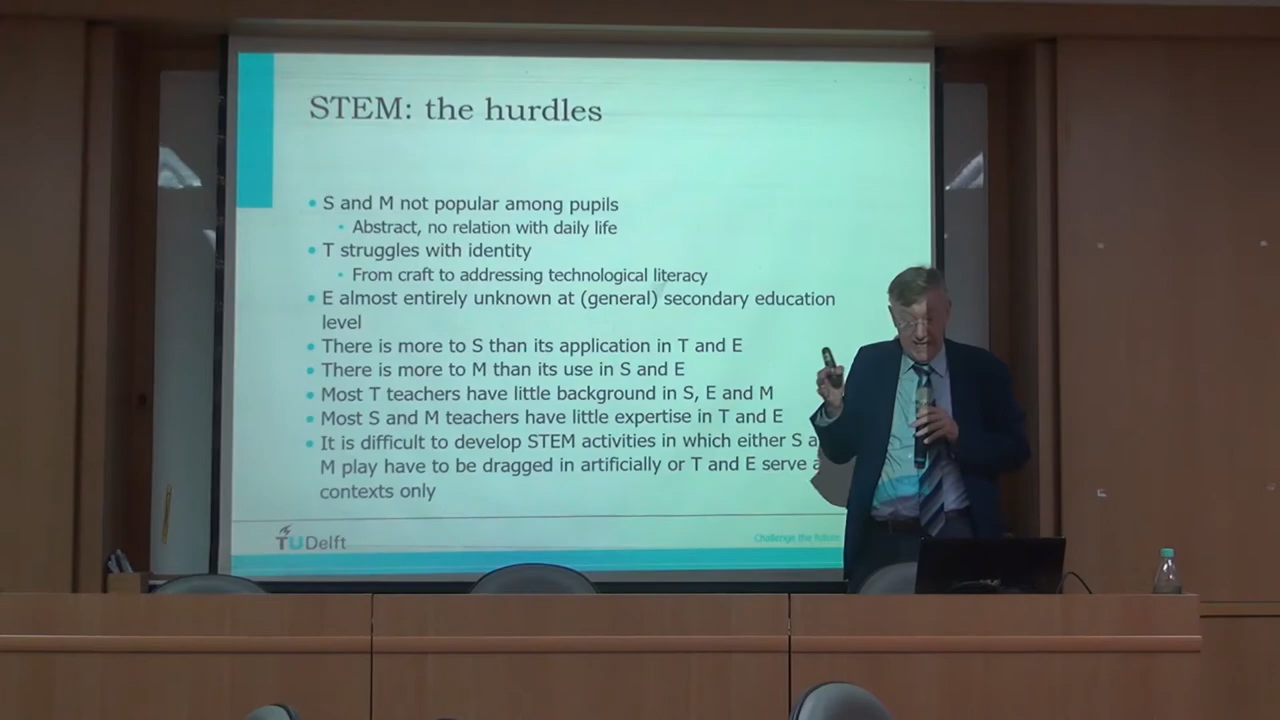 STEM: the hurdles
• S and M not popular among pupils
• Abstract, no relation with daily life
• T struggles with identity
• From craft to addressing technological literacy
• E almost entirely unknown at (general) secondary education
level
• There is more to S than its application in T and E
• There is more to M than its use in S and E
• Most T teachers have little background in S, E and M
• Most S and M teachers have little expertise in T and E
• It is difficult to develop STEM activities in which either S a
M play have to be dragged in artificially or T and E serve a
contexts only
TU Delft
Challenge the future